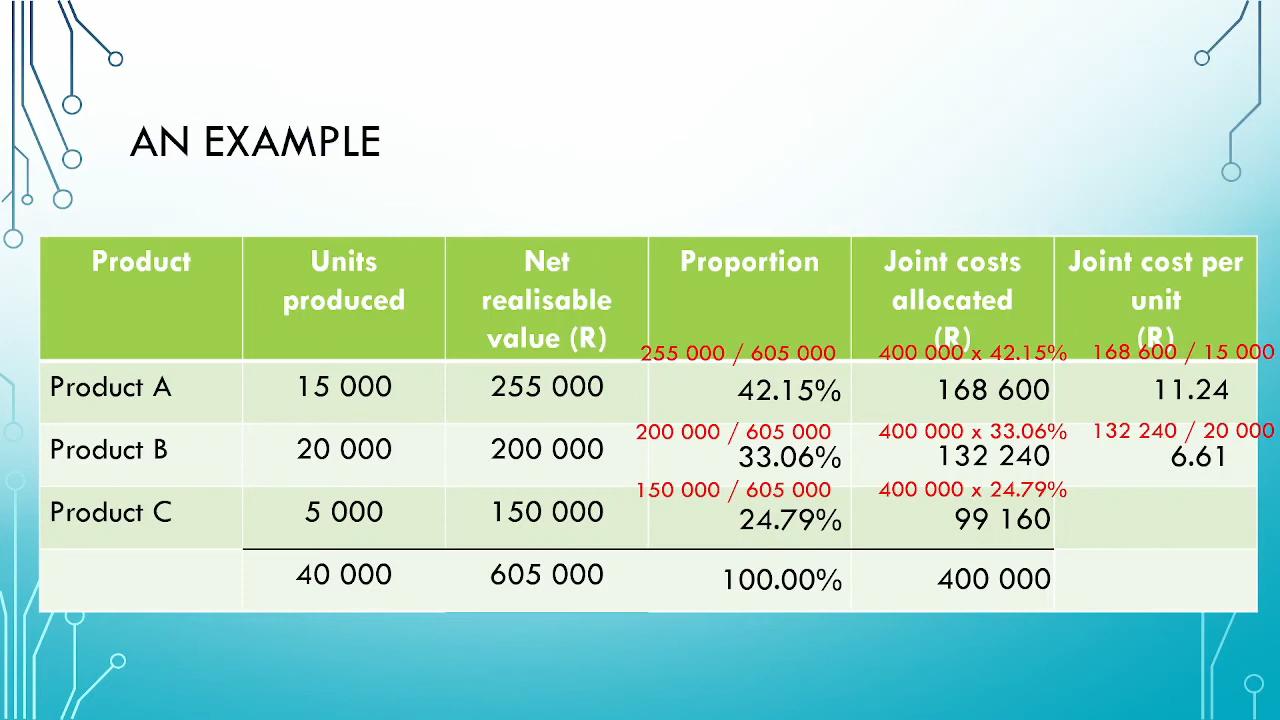 AN EXAMPLE
Product Units produced Net realisable value (R) Proportion Joint costs allocated (R) Joint cost per unit (R)
255 000 / 605 000 400 000 x 42.15% 168 600 / 15 000
Product A 15 000 255 000 42.15% 168 600 11.24
200 000 / 605 000 400 000 x 33.06% 132 240 / 20 000
Product B 20 000 200 000 33.06% 132 240 6.61
150 000 / 605 000 400 000 x 24.79%
Product C 5 000 150 000 24.79% 99 160
40 000 605 000 100.00% 400 000